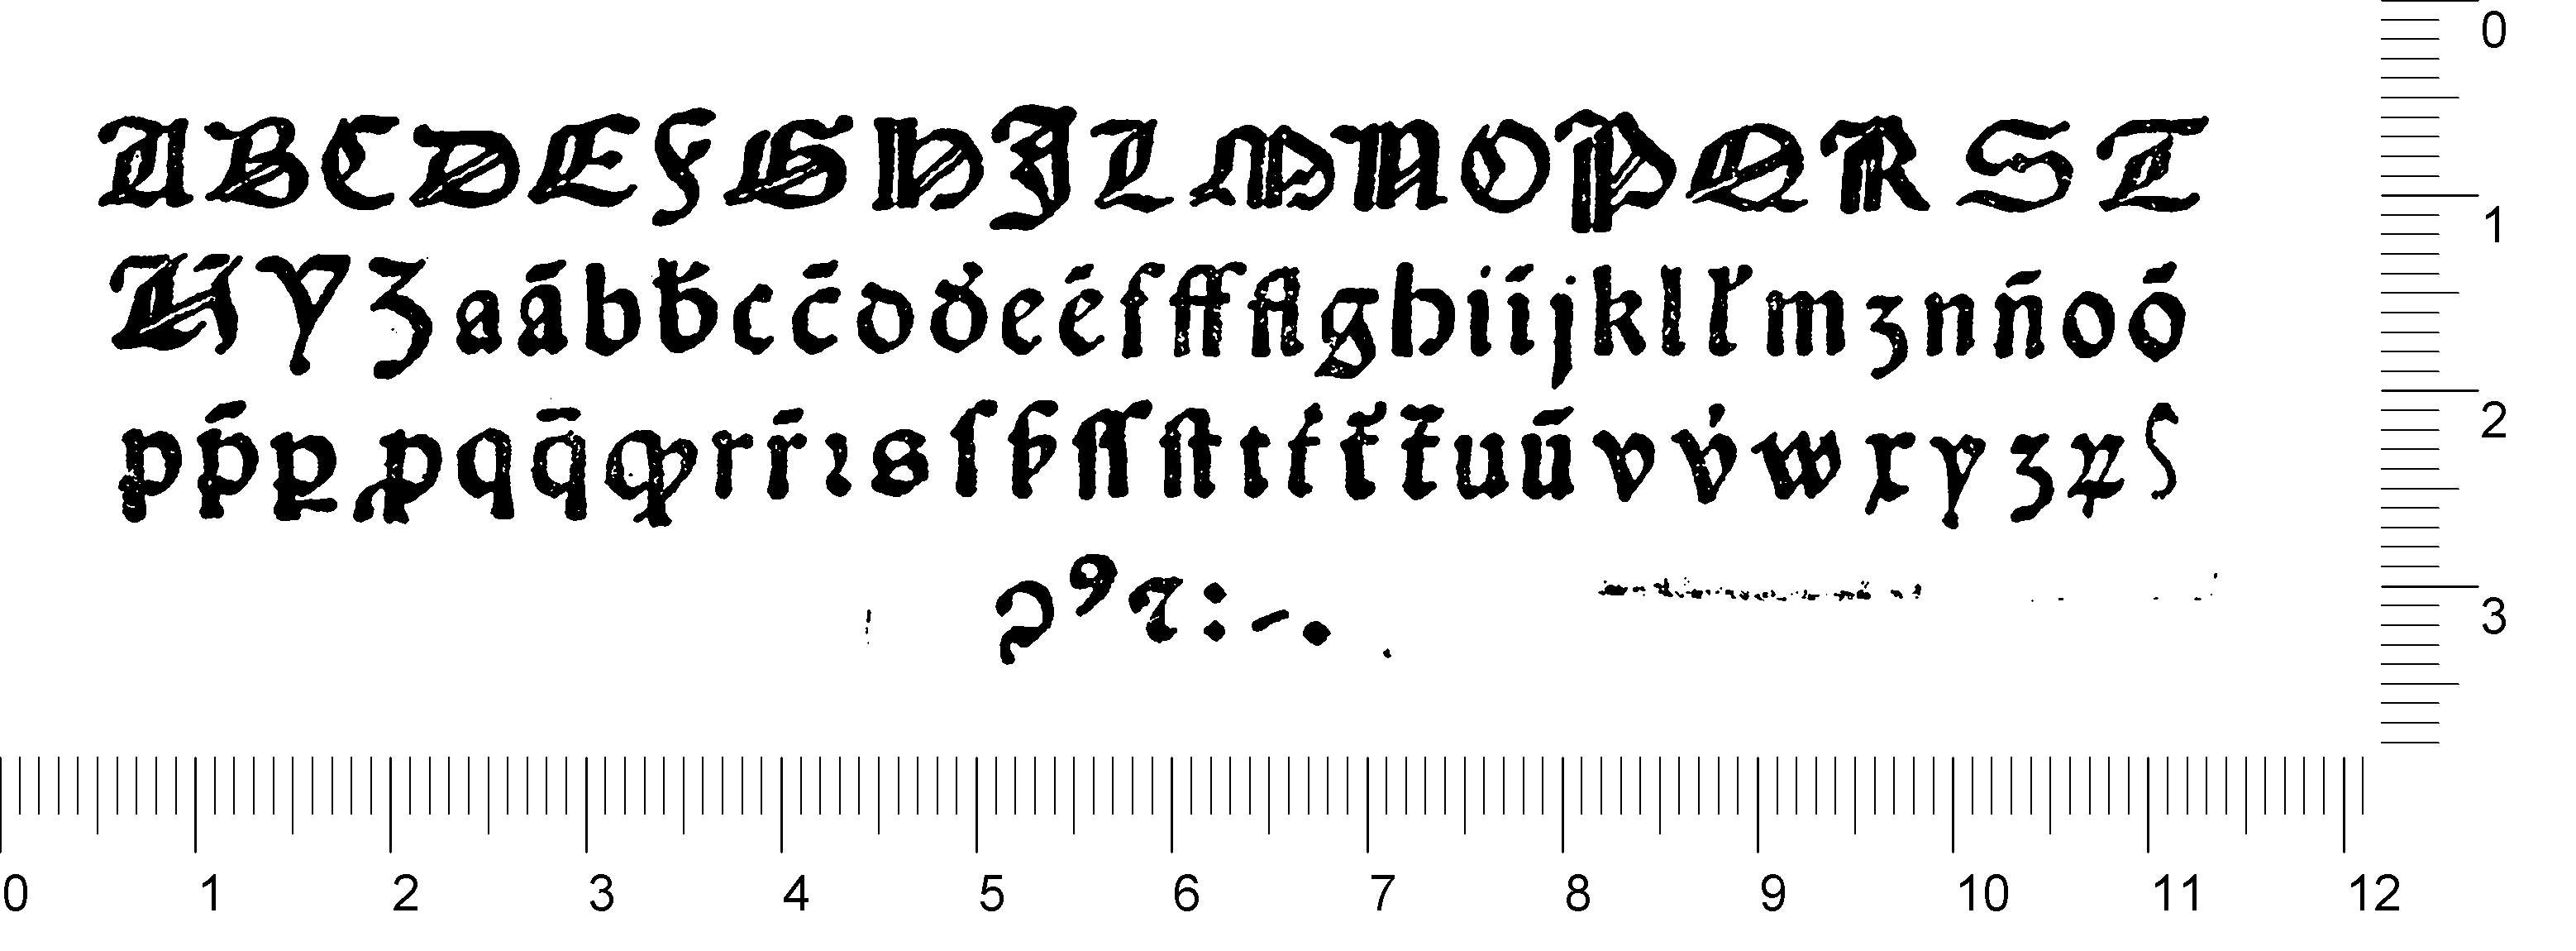 A B C D E F G H J L M N O P Q R S T
U Y Z a ā b b̄ c c̄ d d̄ e ē f ff fl g h i ī j k l l̄ m ʒ n n̄ o ō
p p̄ ꝑ ꝓ q q̄ ꝙ r r̄ ꝛ s ſ ſſ ſt t t̄ u ū v v̄ w x y z
ꝯ ꝰ ⁊ : - .
0
1
2
3
0 1 2 3 4 5 6 7 8 9 10 11 12